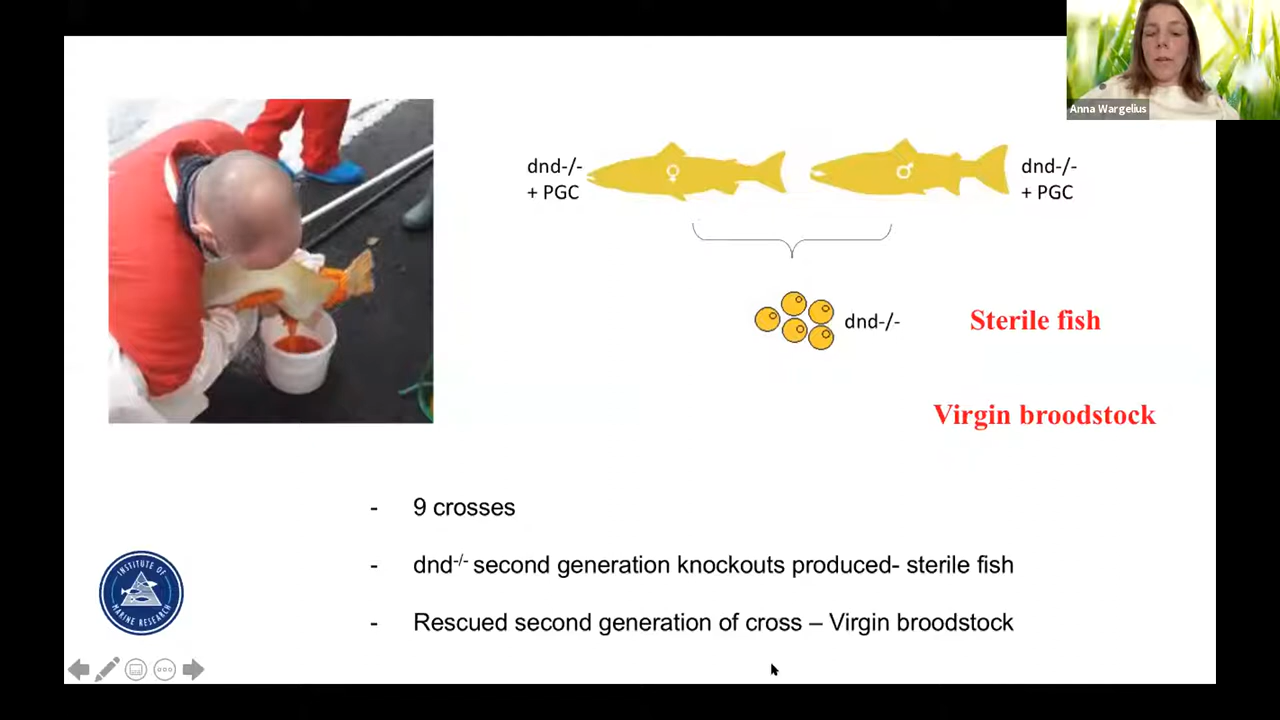 Anna Wargelius
dnd-/-
+ PGC
♀
♂
dnd-/-
+ PGC
dnd-/-
Sterile fish
Virgin broodstock
- 9 crosses
- dnd-/- second generation knockouts produced- sterile fish
- Rescued second generation of cross – Virgin broodstock
INSTITUTE OF
MARINE RESEARCH